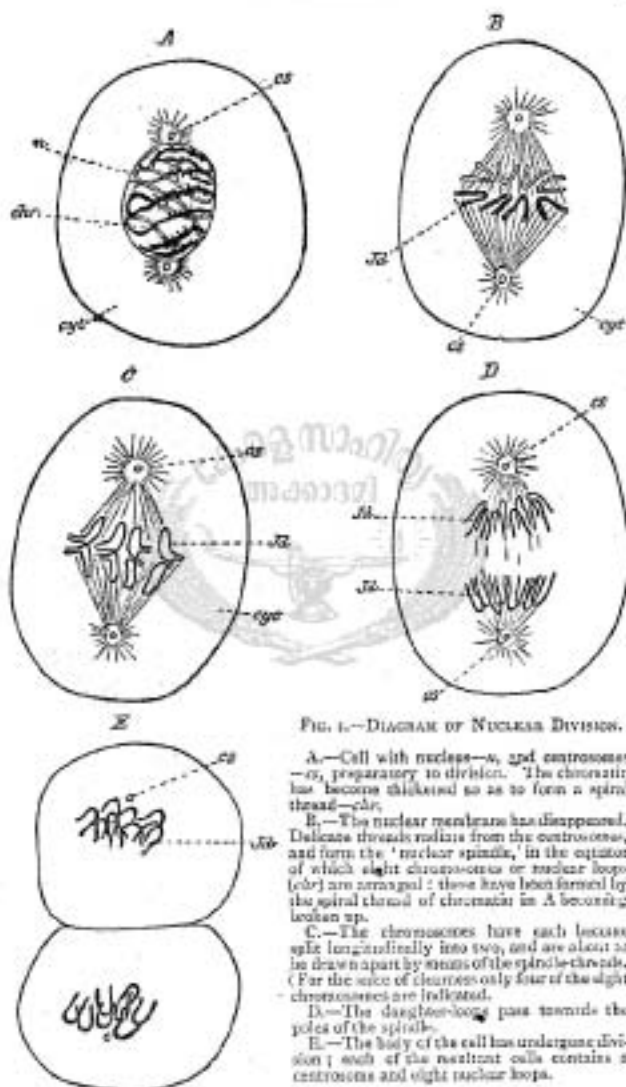 A
B
cs
n.
chr
cyt
Id
cs
cyt
C
D
cs
cs
Id
Id
Id
cyt
cs
കേരള സാഹിത്യ
അക്കാദമി
E
cs
FIG. 1.—DIAGRAM OF NUCLEAR DIVISION.
A.—Cell with nucleus—n, and centrosomes
—cs, preparatory to division. The chromatin
has become thickened so as to form a spiral
thread—chr.
B.—The nuclear membrane has disappeared.
Delicate threads radiate from the centrosomes,
and form the 'nuclear spindle,' in the equator
of which eight chromosomes or nuclear loops
(chr) are arranged: these have been formed by
the spiral thread of chromatin in A becoming
broken up.
C.—The chromosomes have each become
split longitudinally into two, and are about to
be drawn apart by means of the spindle-threads.
(For the sake of clearness only four of the eight
chromosomes are indicated.
D.—The daughter-loops pass towards the
poles of the spindle.
E.—The body of the cell has undergone divi-
sion; each of the resultant cells contains a
centrosome and eight nuclear loops.